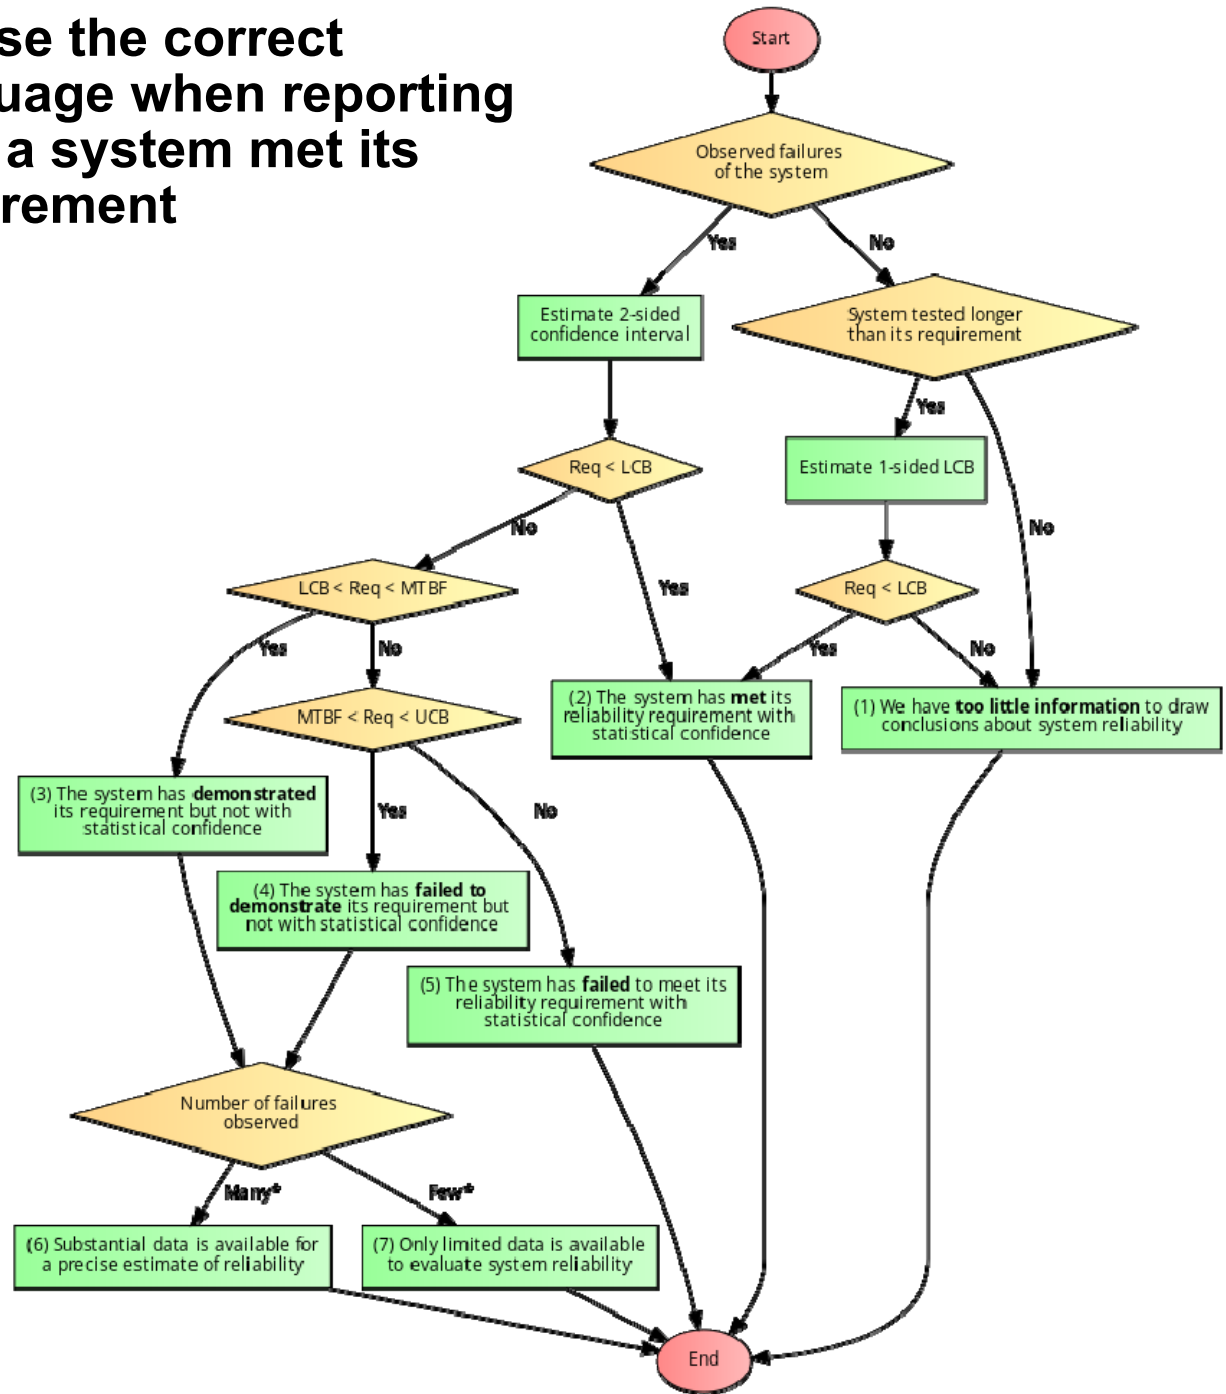 se the correct
uage when reporting
a system met its
rement
Start
Observed failures
of the system
Yes
No
Estimate 2-sided
confidence interval
System tested longer
than its requirement
Yes
No
Req < LCB
Estimate 1-sided LCB
No
Yes
LCB < Req < MTBF
Req < LCB
Yes
No
Yes
No
MTBF < Req < UCB
(2) The system has met its
reliability requirement with
statistical confidence
(1) We have too little information to draw
conclusions about system reliability
(3) The system has demonstrated
its requirement but not with
statistical confidence
Yes
No
(4) The system has failed to
demonstrate its requirement but
not with statistical confidence
(5) The system has failed to meet its
reliability requirement with
statistical confidence
Number of failures
observed
Many*
Few*
(6) Substantial data is available for
a precise estimate of reliability
(7) Only limited data is available
to evaluate system reliability
End